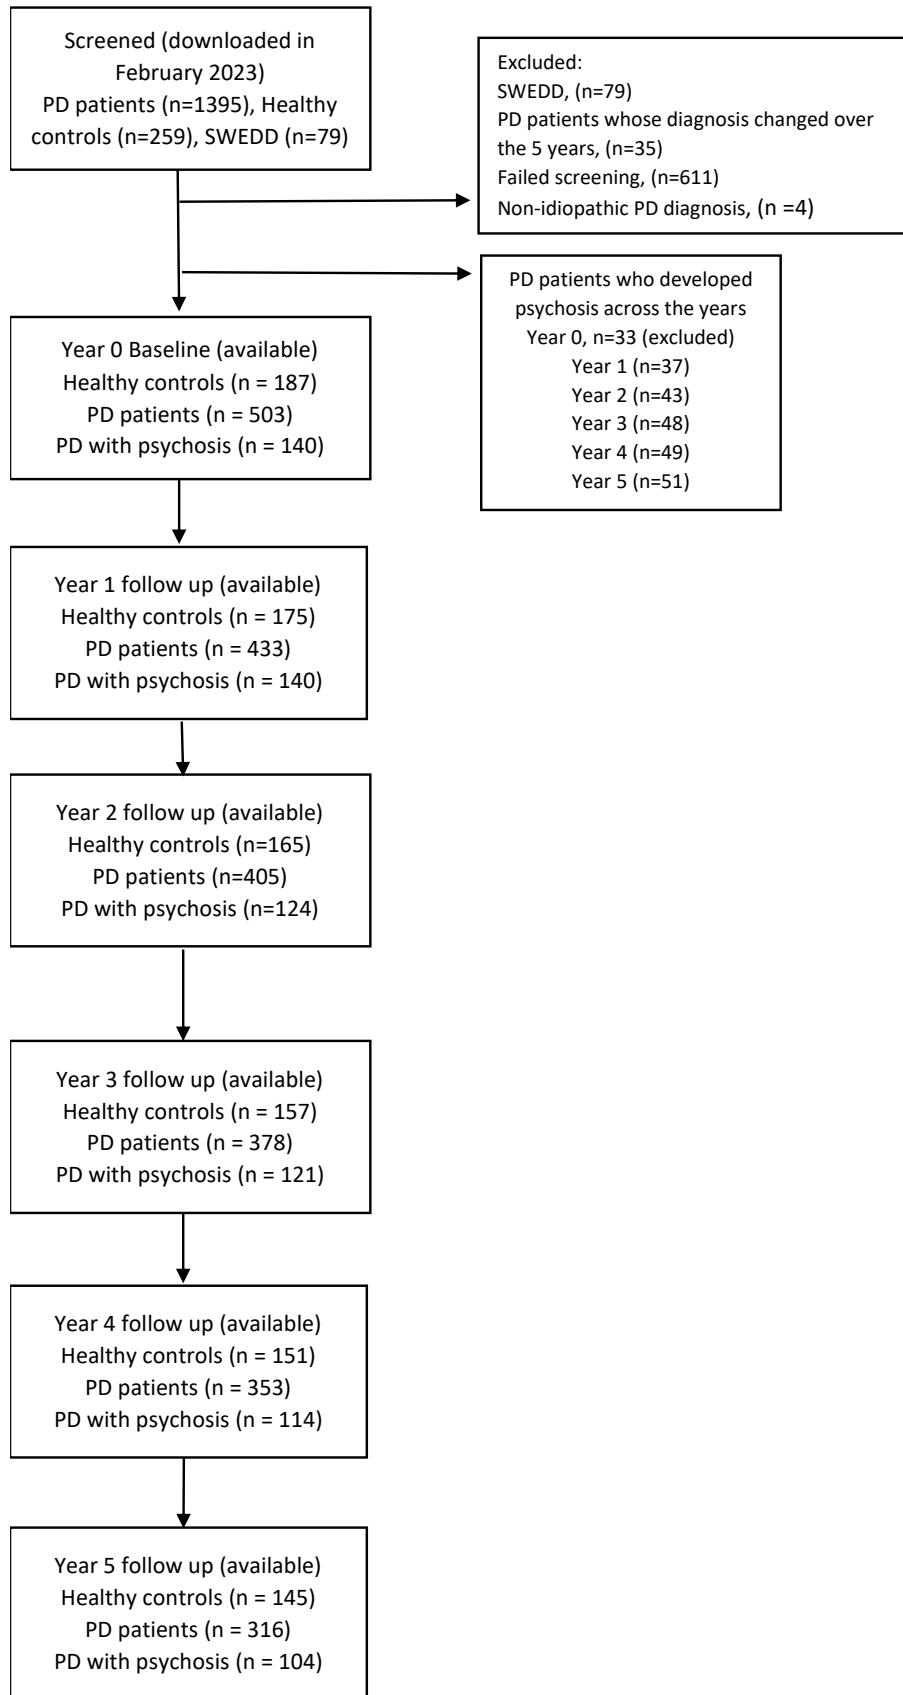 Screened (downloaded in
February 2023)
PD patients (n=1395), Healthy
controls (n=259), SWEDD (n=79)
Excluded:
SWEDD, (n=79)
PD patients whose diagnosis changed over
the 5 years, (n=35)
Failed screening, (n=611)
Non-idiopathic PD diagnosis, (n =4)
PD patients who developed
psychosis across the years
Year 0, n=33 (excluded)
Year 1 (n=37)
Year 2 (n=43)
Year 3 (n=48)
Year 4 (n=49)
Year 5 (n=51)
Year 0 Baseline (available)
Healthy controls (n = 187)
PD patients (n = 503)
PD with psychosis (n = 140)
Year 1 follow up (available)
Healthy controls (n = 175)
PD patients (n = 433)
PD with psychosis (n = 140)
Year 2 follow up (available)
Healthy controls (n=165)
PD patients (n=405)
PD with psychosis (n=124)
Year 3 follow up (available)
Healthy controls (n = 157)
PD patients (n = 378)
PD with psychosis (n = 121)
Year 4 follow up (available)
Healthy controls (n = 151)
PD patients (n = 353)
PD with psychosis (n = 114)
Year 5 follow up (available)
Healthy controls (n = 145)
PD patients (n = 316)
PD with psychosis (n = 104)